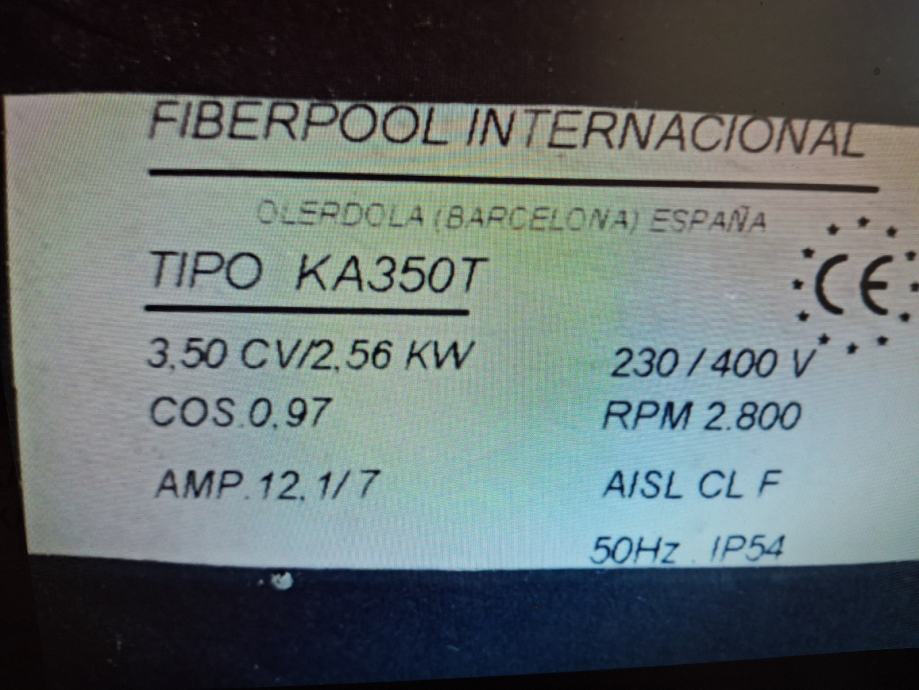 FIBERPOOL INTERNACIONAL
OLERDOLA (BARCELONA) ESPAÑA
TIPO KA350T
CE
3,50 CV/2,56 KW
230 / 400 V
COS.0,97
RPM 2.800
AMP.12,1/ 7
AISL CL F
50Hz . IP54